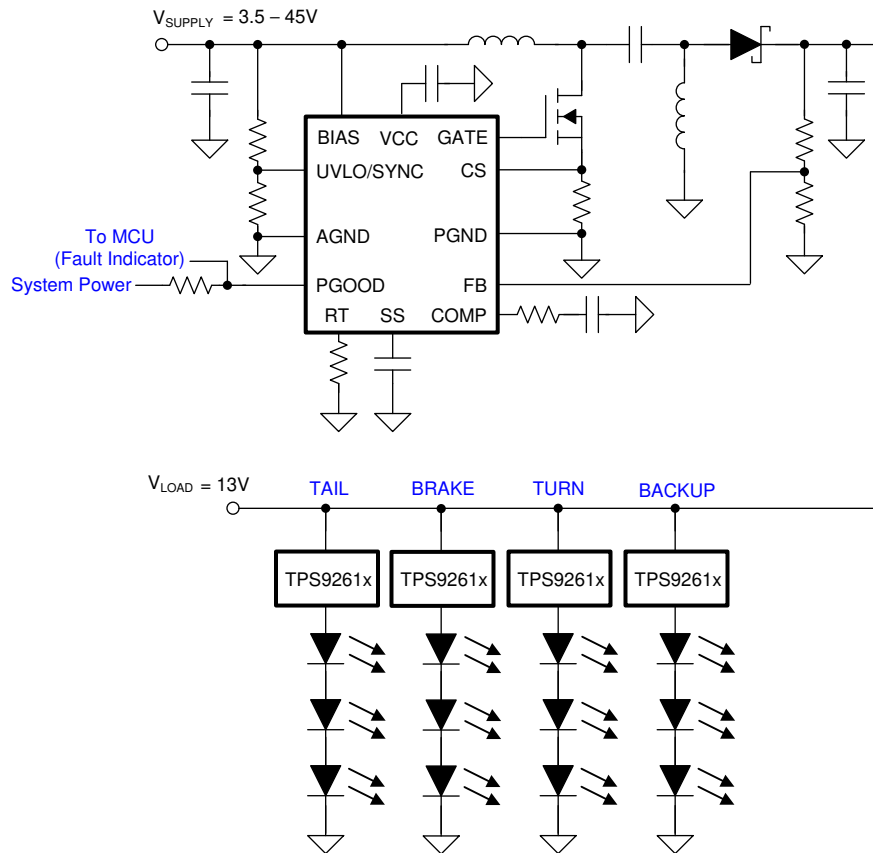 VSUPPLY = 3.5 – 45V
BIAS VCC GATE
UVLO/SYNC CS
To MCU
(Fault Indicator)
AGND PGND
System Power
PGOOD FB
RT SS COMP
VLOAD = 13V
TAIL BRAKE TURN BACKUP
TPS9261x TPS9261x TPS9261x TPS9261x